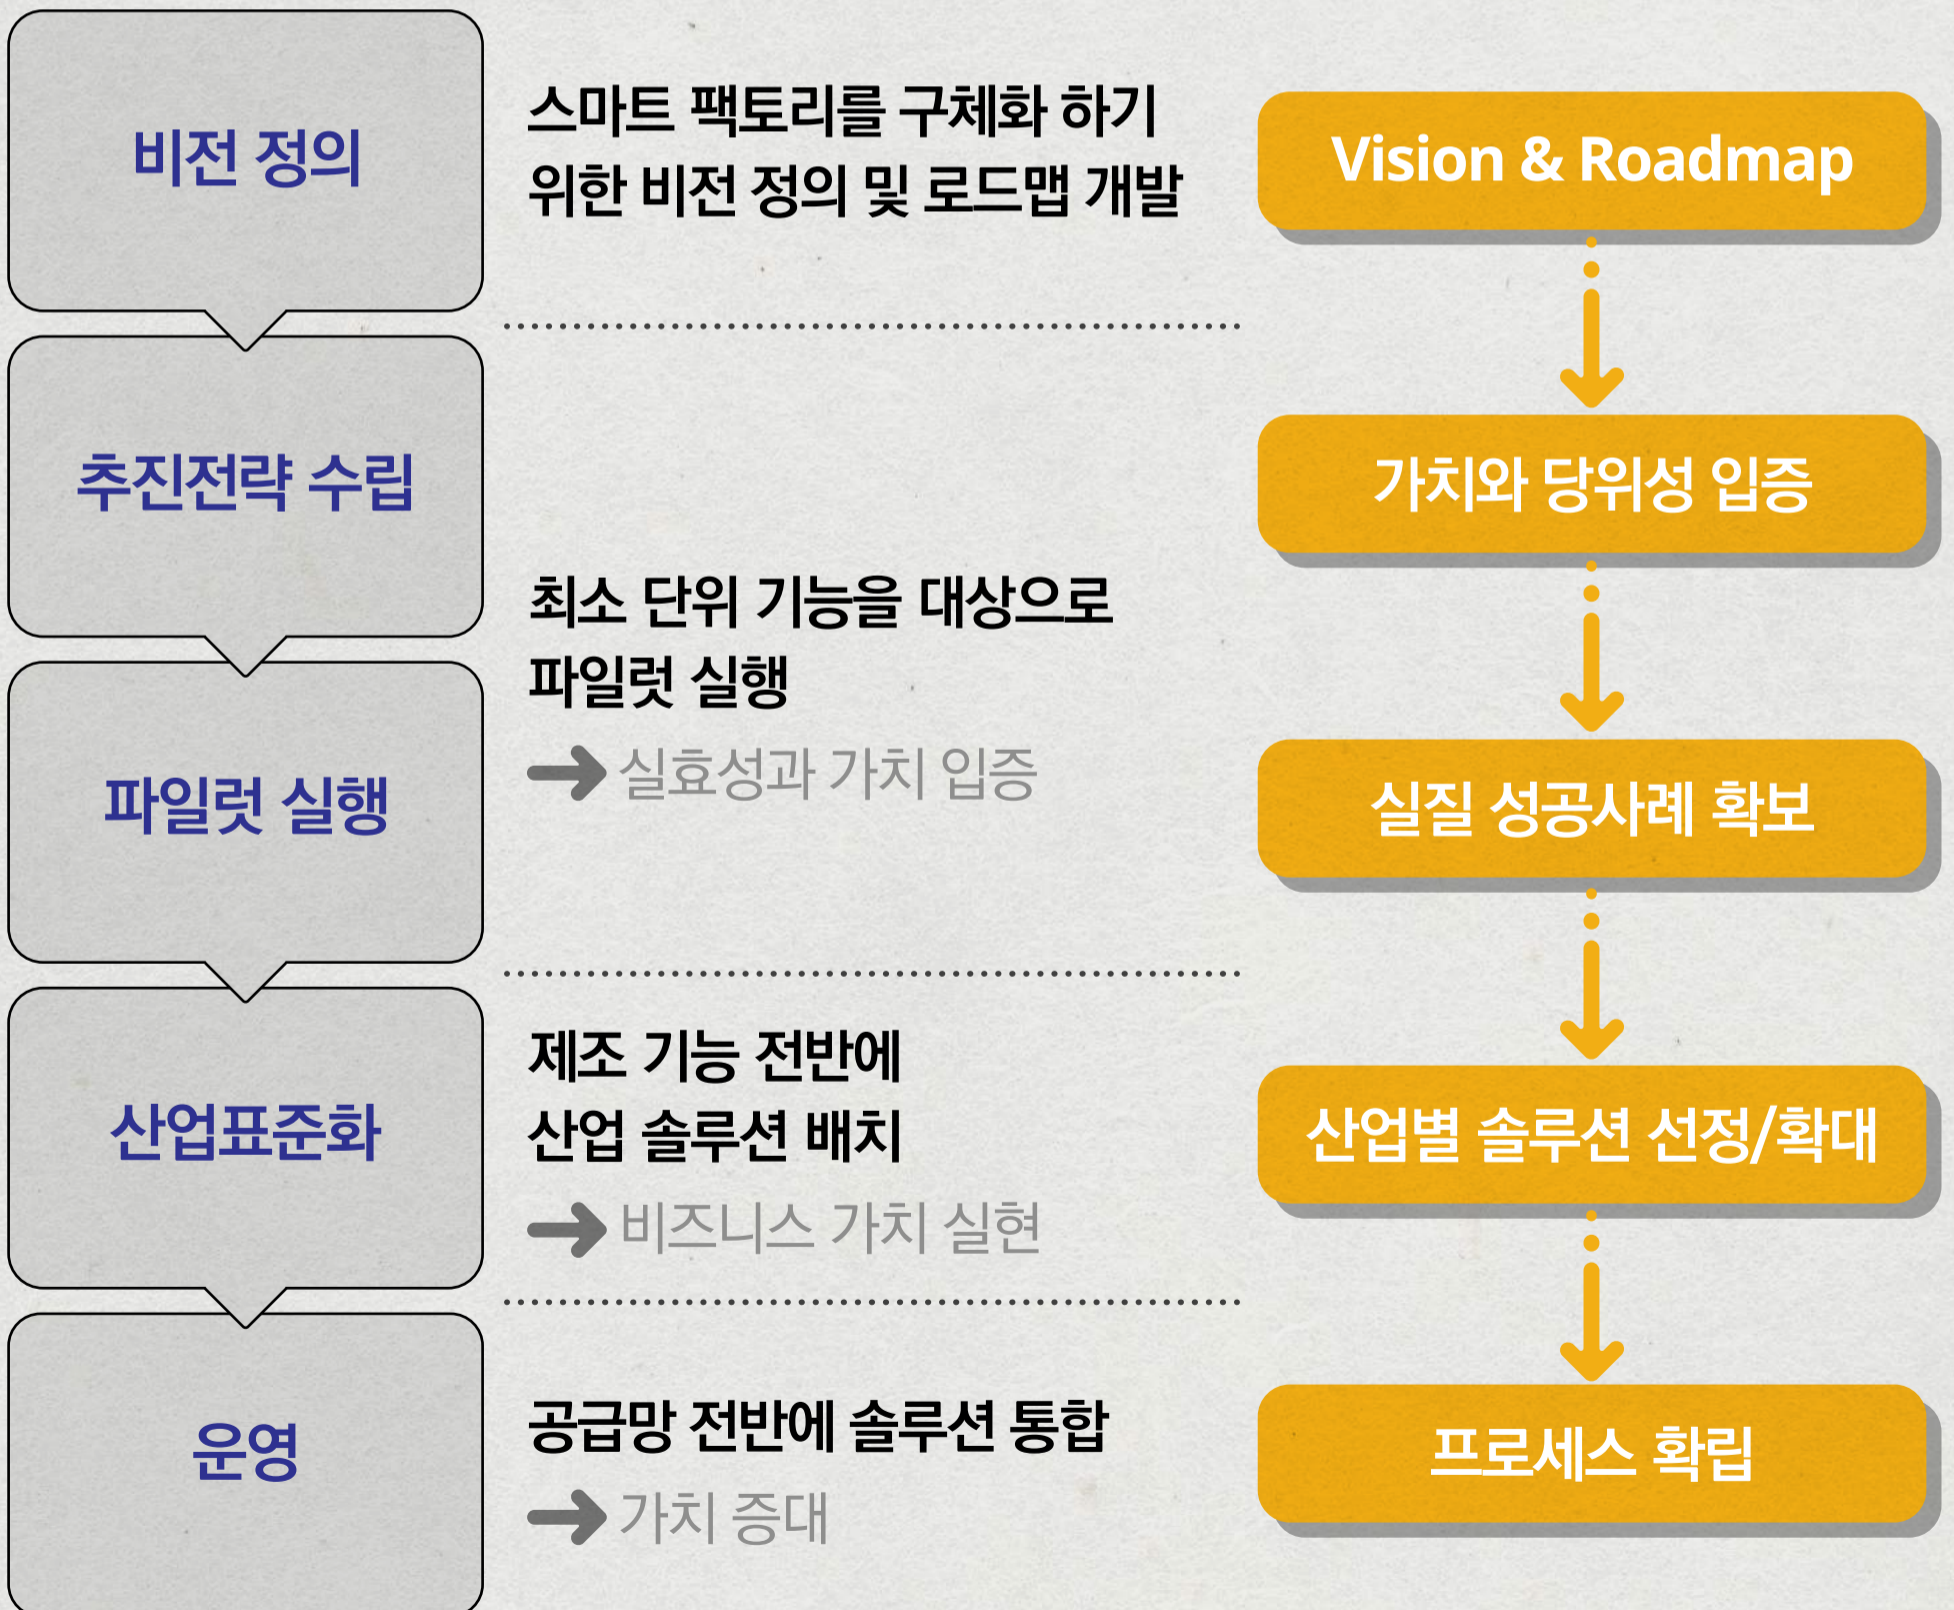 비전 정의
스마트 팩토리를 구체화 하기
위한 비전 정의 및 로드맵 개발
Vision & Roadmap
추진전략 수립
가치와 당위성 입증
최소 단위 기능을 대상으로
파일럿 실행
실효성과 가치 입증
파일럿 실행
실질 성공사례 확보
산업표준화
제조 기능 전반에
산업 솔루션 배치
비즈니스 가치 실현
산업별 솔루션 선정/확대
운영
공급망 전반에 솔루션 통합
가치 증대
프로세스 확립